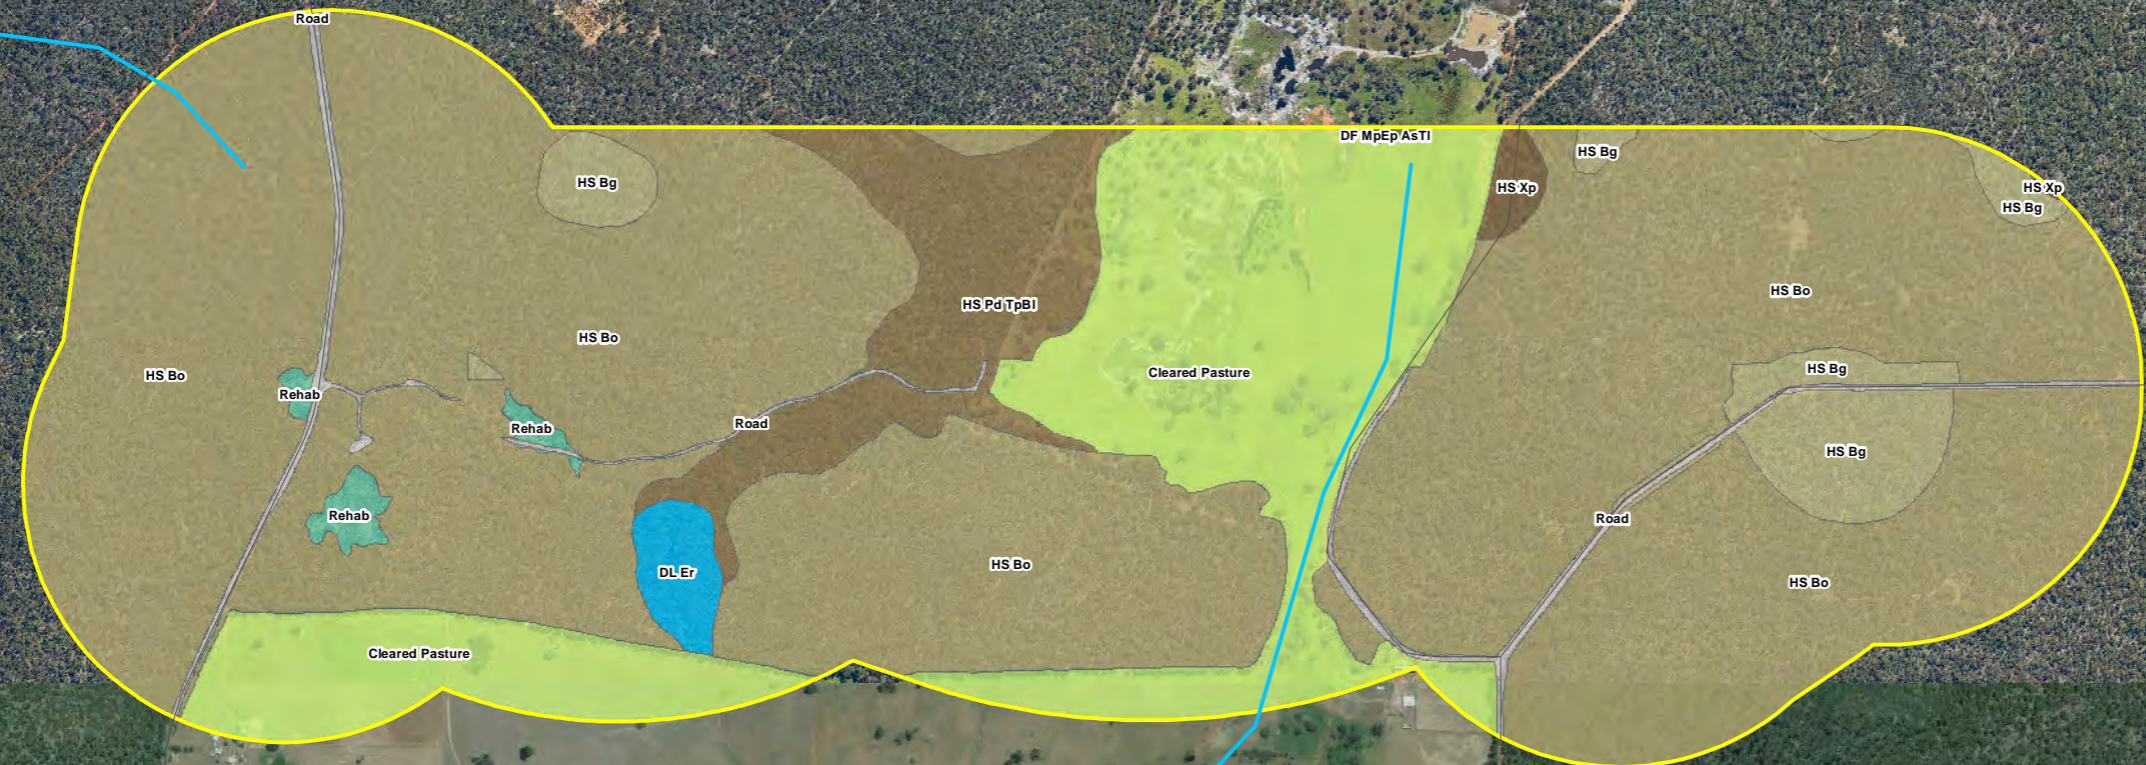 Road
DF MpEp AsTl
HS Bg
HS Bg
HS Xp
HS Xp
HS Bg
HS Bo
HS Pd TpBl
HS Bo
HS Bo
Rehab
Cleared Pasture
HS Bg
Rehab
Road
HS Bg
Rehab
Road
DL Er
HS Bo
HS Bo
Cleared Pasture